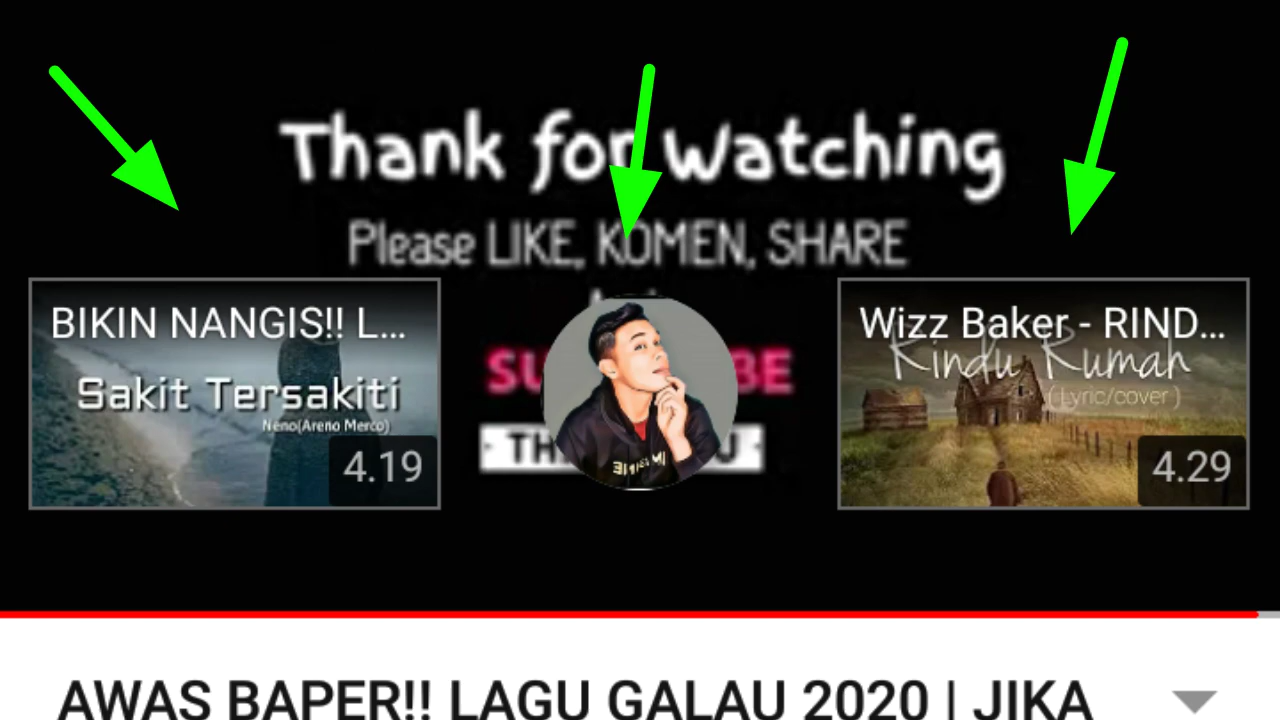 Thank for Watching
Please LIKE, KOMEN, SHARE
BIKIN NANGIS!! L...
Sakit Tersakiti
Neno(Areno Merco)
4.19
Wizz Baker - RIND...
Rindu Rumah
(Lyric/cover )
4.29
AWAS BAPER!! LAGU GALAU 2020 | JIKA